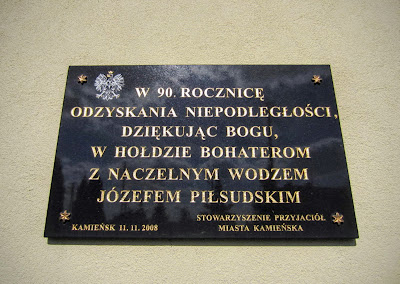 W 90. ROCZNICĘ
ODZYSKANIA NIEPODLEGŁOŚCI,
DZIĘKUJĄC BOGU,
W HOŁDZIE BOHATEROM
Z NACZELNYM WODZEM
JÓZEFEM PIŁSUDSKIM
STOWARZYSZENIE PRZYJACIÓŁ
KAMIEŃSK 11. 11. 2008 MIASTA KAMIEŃSKA